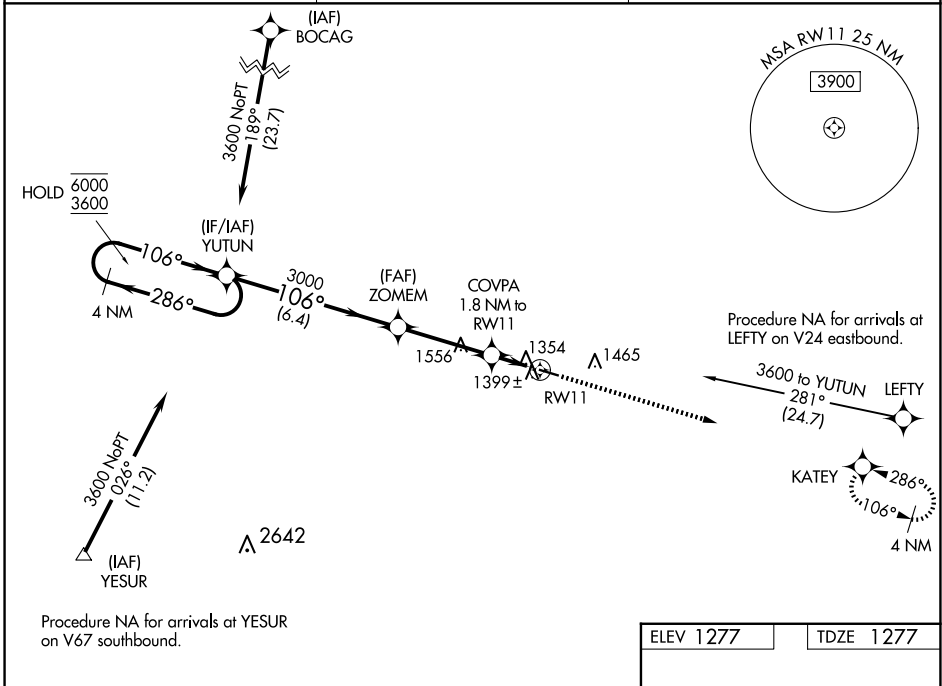 (IAF)
BOCAG
MSA RW11 25 NM
3900
3600 NoPT
189°
(23.7)
HOLD 6000
3600
(IF/IAF)
YUTUN
106°
286°
4 NM
3000
106°
(6.4)
(FAF)
ZOMEM
COVPA
1.8 NM to
RW11
1556
1354
1399±
1465
RW11
Procedure NA for arrivals at
LEFTY on V24 eastbound.
3600 to YUTUN
281°
(24.7)
LEFTY
KATEY
286°
106°
4 NM
3600 NoPT
026°
(11.2)
(IAF)
YESUR
2642
Procedure NA for arrivals at YESUR
on V67 southbound.
ELEV 1277
TDZE 1277